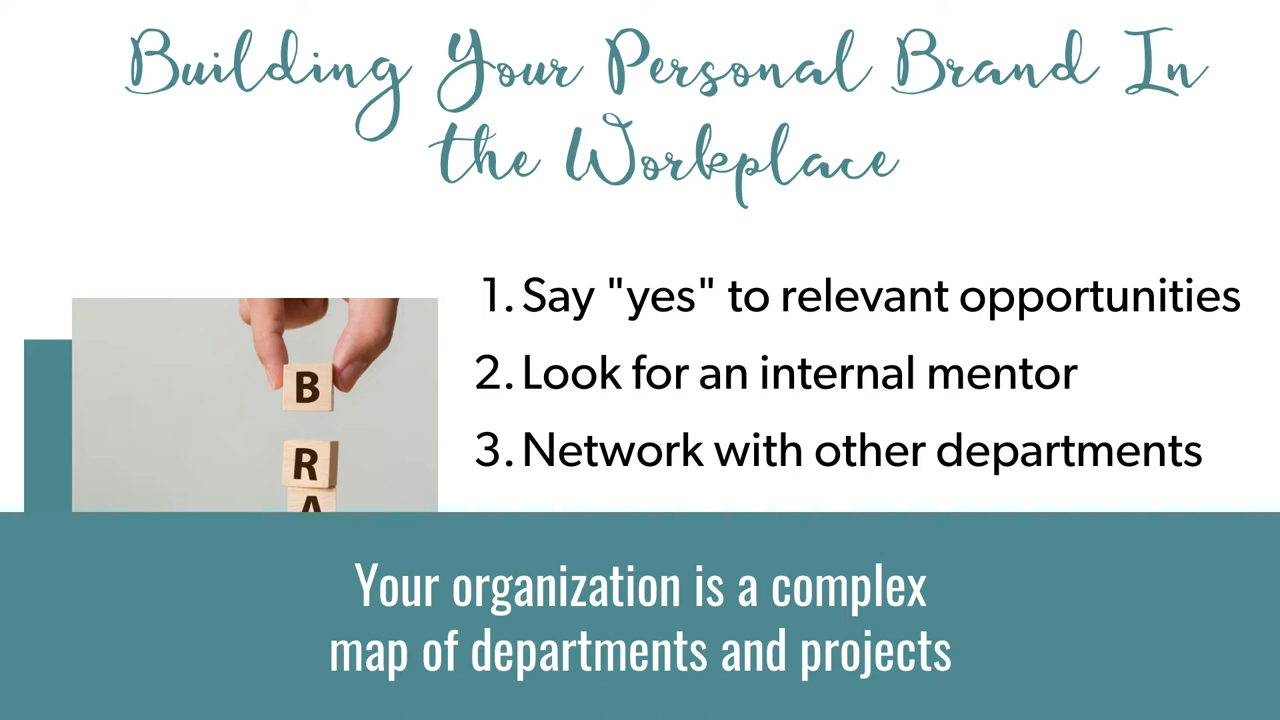 Building Your Personal Brand In
the Workplace
1. Say "yes" to relevant opportunities
2. Look for an internal mentor
3. Network with other departments
B
R
A
Your organization is a complex
map of departments and projects